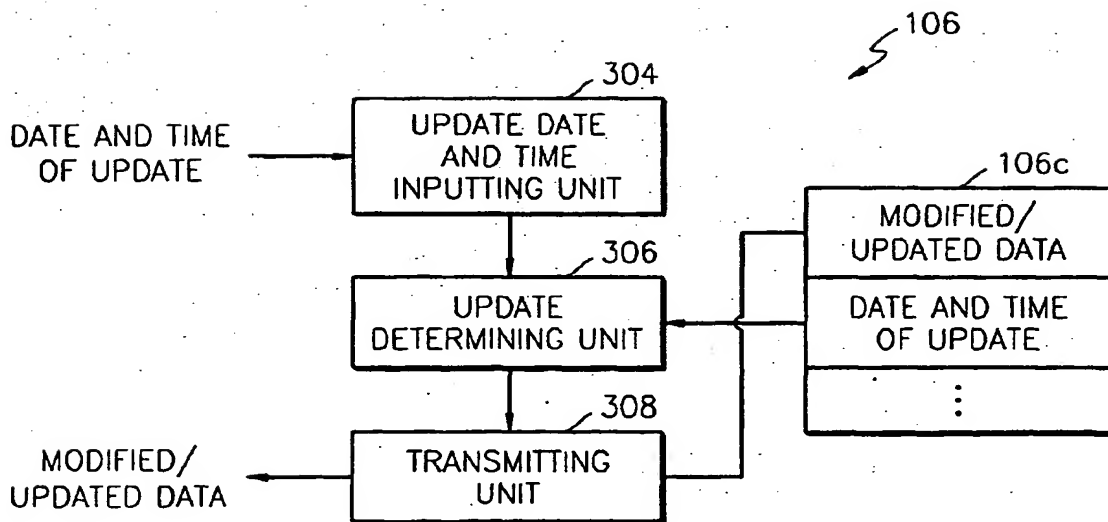 106
304
DATE AND TIME
OF UPDATE
UPDATE DATE
AND TIME
INPUTTING UNIT
106c
MODIFIED/
UPDATED DATA
306
UPDATE
DETERMINING UNIT
DATE AND TIME
OF UPDATE
⋮
308
MODIFIED/
UPDATED DATA
TRANSMITTING
UNIT